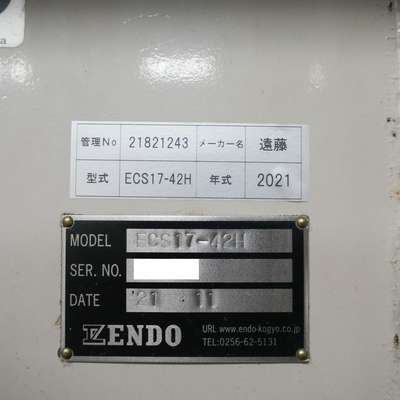 a
管理No 21821243 メーカー名 遠藤
型式 ECS17-42H 年式 2021
MODEL ECS17-42H
SER. NO.
DATE '21 11
ENDO
URL www.endo-kogyo.co.jp
TEL:0256-62-5131